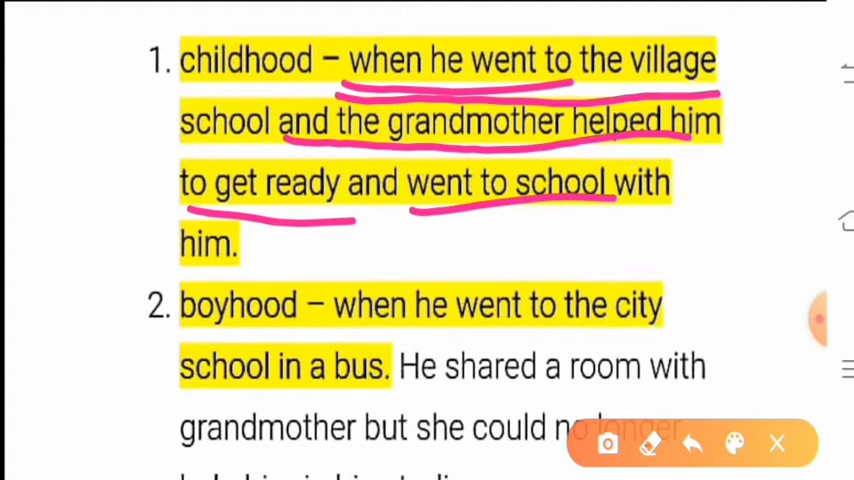 1. childhood – when he went to the village
school and the grandmother helped him
to get ready and went to school with
him.
2. boyhood – when he went to the city
school in a bus. He shared a room with
grandmother but she could no longer